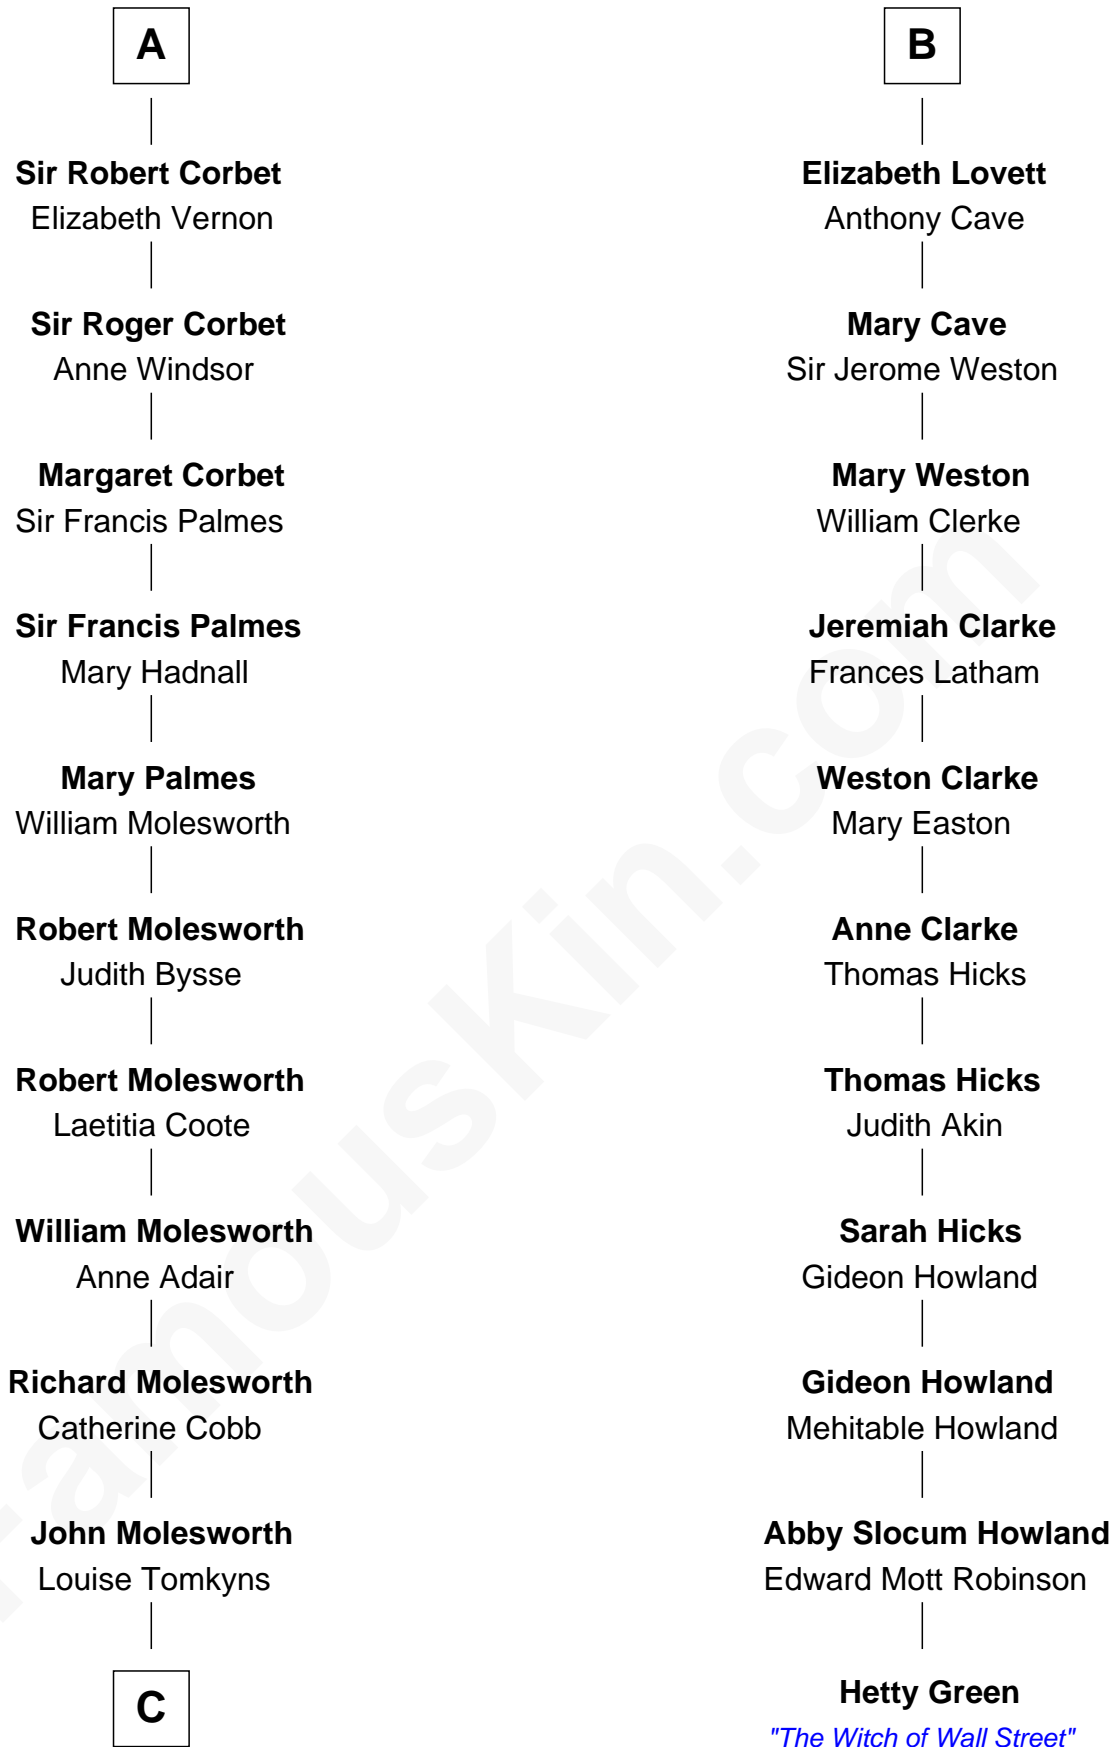 A
Sir Robert Corbet
Elizabeth Vernon
Sir Roger Corbet
Anne Windsor
Margaret Corbet
Sir Francis Palmes
Sir Francis Palmes
Mary Hadnall
Mary Palmes
William Molesworth
Robert Molesworth
Judith Bysse
Robert Molesworth
Laetitia Coote
William Molesworth
Anne Adair
Richard Molesworth
Catherine Cobb
John Molesworth
Louise Tomkyns
C
B
Elizabeth Lovett
Anthony Cave
Mary Cave
Sir Jerome Weston
Mary Weston
William Clerke
Jeremiah Clarke
Frances Latham
Weston Clarke
Mary Easton
Anne Clarke
Thomas Hicks
Thomas Hicks
Judith Akin
Sarah Hicks
Gideon Howland
Gideon Howland
Mehitable Howland
Abby Slocum Howland
Edward Mott Robinson
Hetty Green
"The Witch of Wall Street"
FamousKin.com